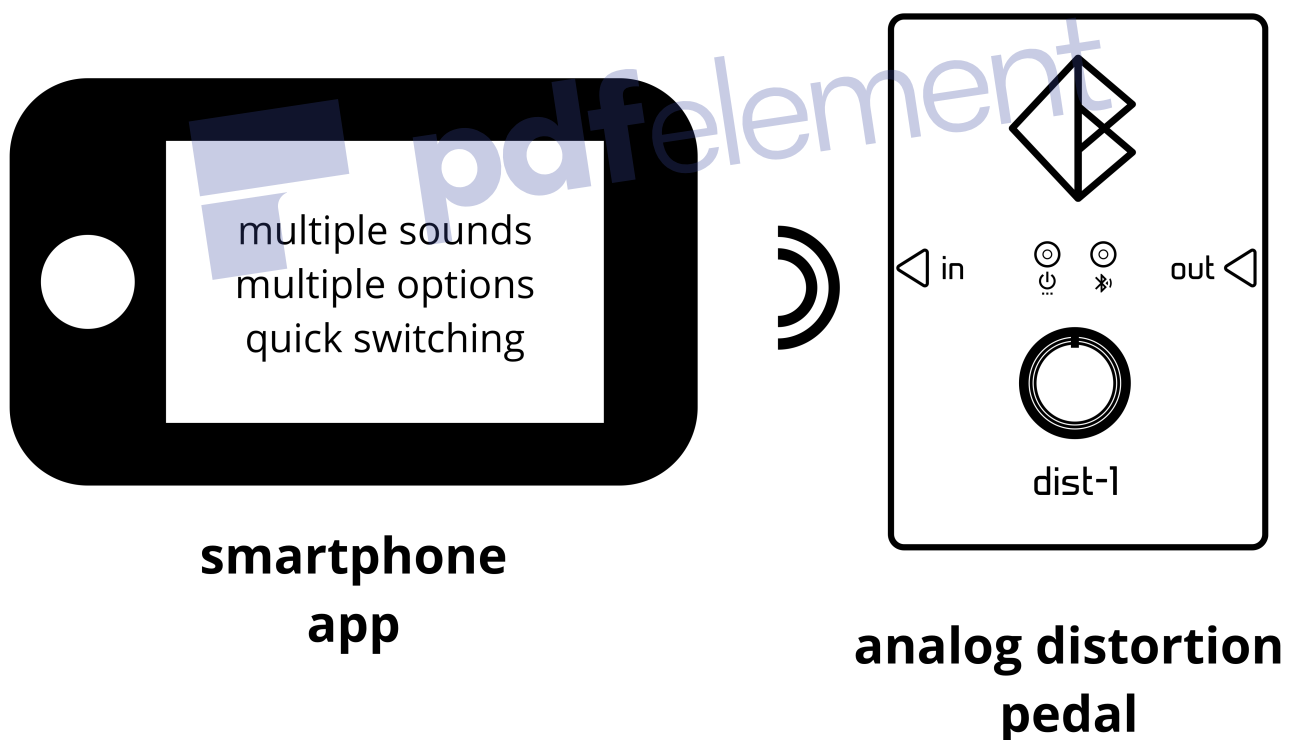 pdfelement
multiple sounds
multiple options
quick switching
in
out
dist-1
smartphone
app
analog distortion
pedal